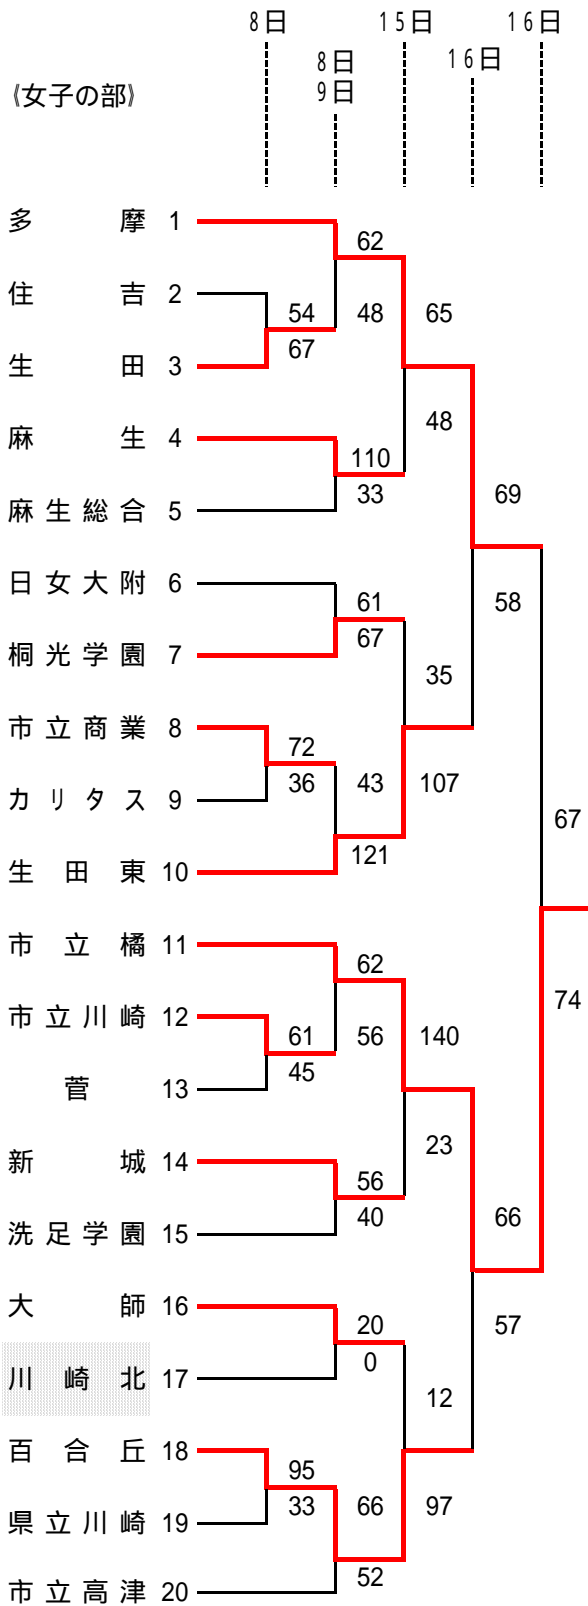 8日 15日 16日
8日 16日
9日
《女子の部》
多摩 1
62
住吉 2
54 48 65
67
生田 3
48
麻生 4
110
33 69
麻生総合 5
日女大附 6
61 58
67
桐光学園 7
35
市立商業 8
72
36 43 107
カリタス 9
67
121
生田東 10
市立橘 11
62
74
市立川崎 12
61 56 140
45
菅 13
23
新城 14
56
40 66
洗足学園 15
大師 16
20 57
0
川崎北 17
12
百合丘 18
95
33 66 97
県立川崎 19
52
市立高津 20